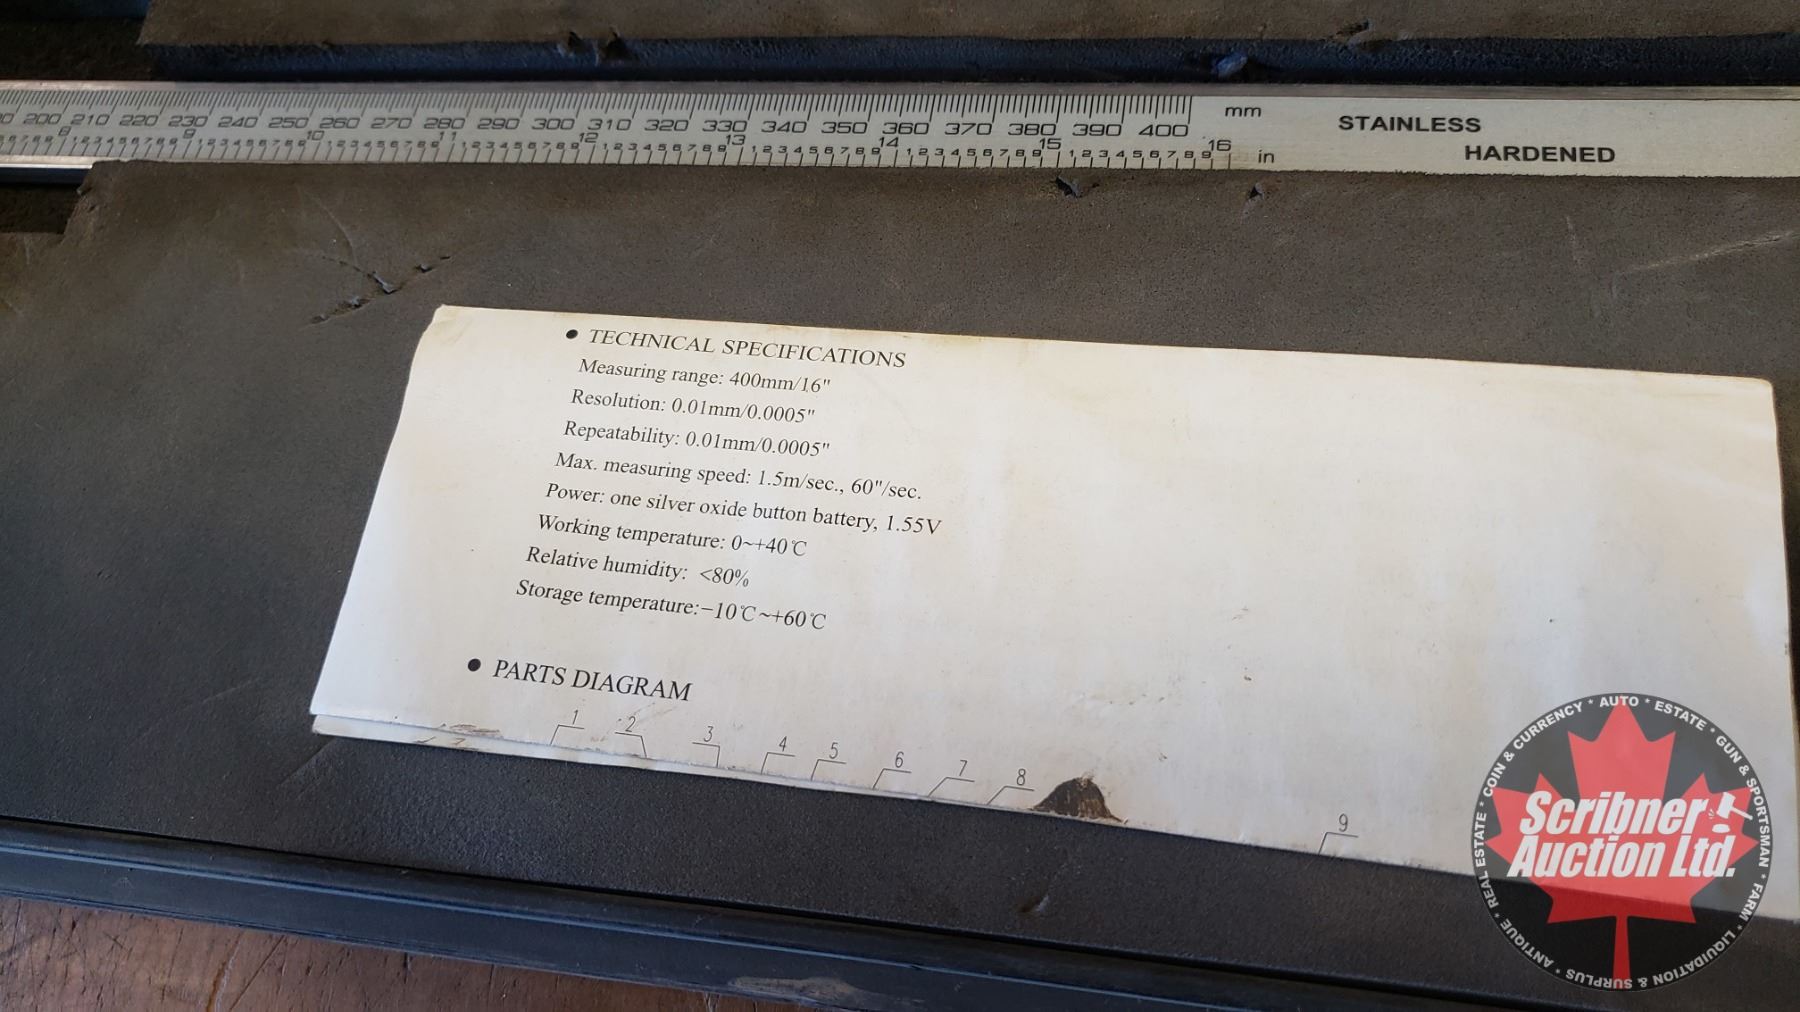 200 210 220 230 240 250 260 270 280 290 300 310 320 330 340 350 360 370 380 390 400 mm
8 9 10 11 12 13 14 15 16 in
STAINLESS
HARDENED
● TECHNICAL SPECIFICATIONS
Measuring range: 400mm/16"
Resolution: 0.01mm/0.0005"
Repeatability: 0.01mm/0.0005"
Max. measuring speed: 1.5m/sec., 60"/sec.
Power: one silver oxide button battery, 1.55V
Working temperature: 0~+40℃
Relative humidity: <80%
Storage temperature:−10℃~+60℃
● PARTS DIAGRAM
1 2 3 4 5 6 7 8 9
Scribner
Auction Ltd.
* REAL ESTATE * COIN & CURRENCY * AUTO * ESTATE * GUN & SPORTSMAN * FARM * LIQUIDATION & SURPLUS * ANTIQUE